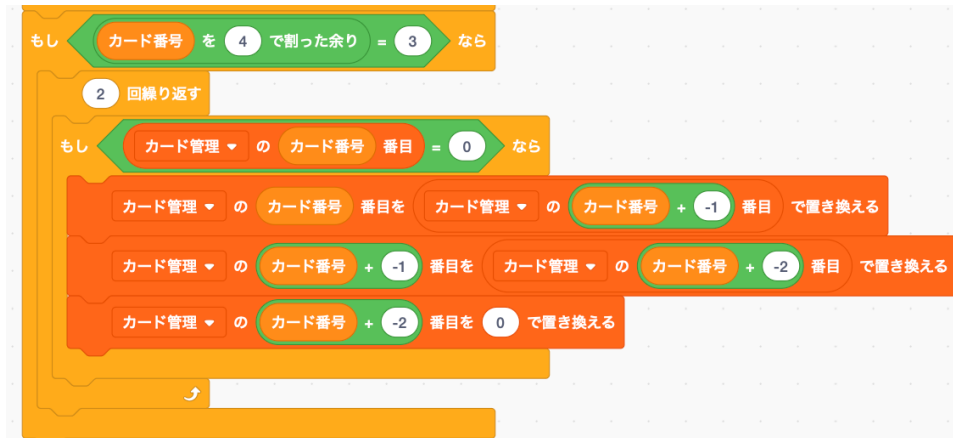 もし カード番号 を 4 で割った余り = 3 なら
2 回繰り返す
もし カード管理 の カード番号 番目 = 0 なら
カード管理 の カード番号 番目を カード管理 の カード番号 + -1 番目 で置き換える
カード管理 の カード番号 + -1 番目を カード管理 の カード番号 + -2 番目 で置き換える
カード管理 の カード番号 + -2 番目を 0 で置き換える